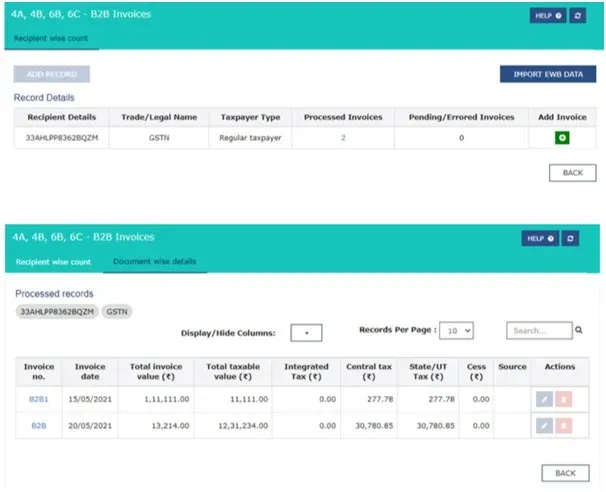 4A, 4B, 6B, 6C - B2B Invoices
HELP ?
Recipient wise count
ADD RECORD
IMPORT EWB DATA
Record Details
Recipient Details Trade/Legal Name Taxpayer Type Processed Invoices Pending/Errored Invoices Add Invoice
33AHLPP8362BQZM GSTN Regular taxpayer 2 0
BACK
4A, 4B, 6B, 6C - B2B Invoices
HELP ?
Recipient wise count Document wise details
Processed records
33AHLPP8362BQZM GSTN
Display/Hide Columns: Records Per Page : 10 Search...
Invoice no. Invoice date Total invoice value (₹) Total taxable value (₹) Integrated Tax (₹) Central tax (₹) State/UT Tax (₹) Cess (₹) Source Actions
B2B1 15/05/2021 1,11,111.00 11,111.00 0.00 277.78 277.78 0.00
B2B 20/05/2021 13,214.00 12,31,234.00 0.00 30,780.85 30,780.85 0.00
BACK